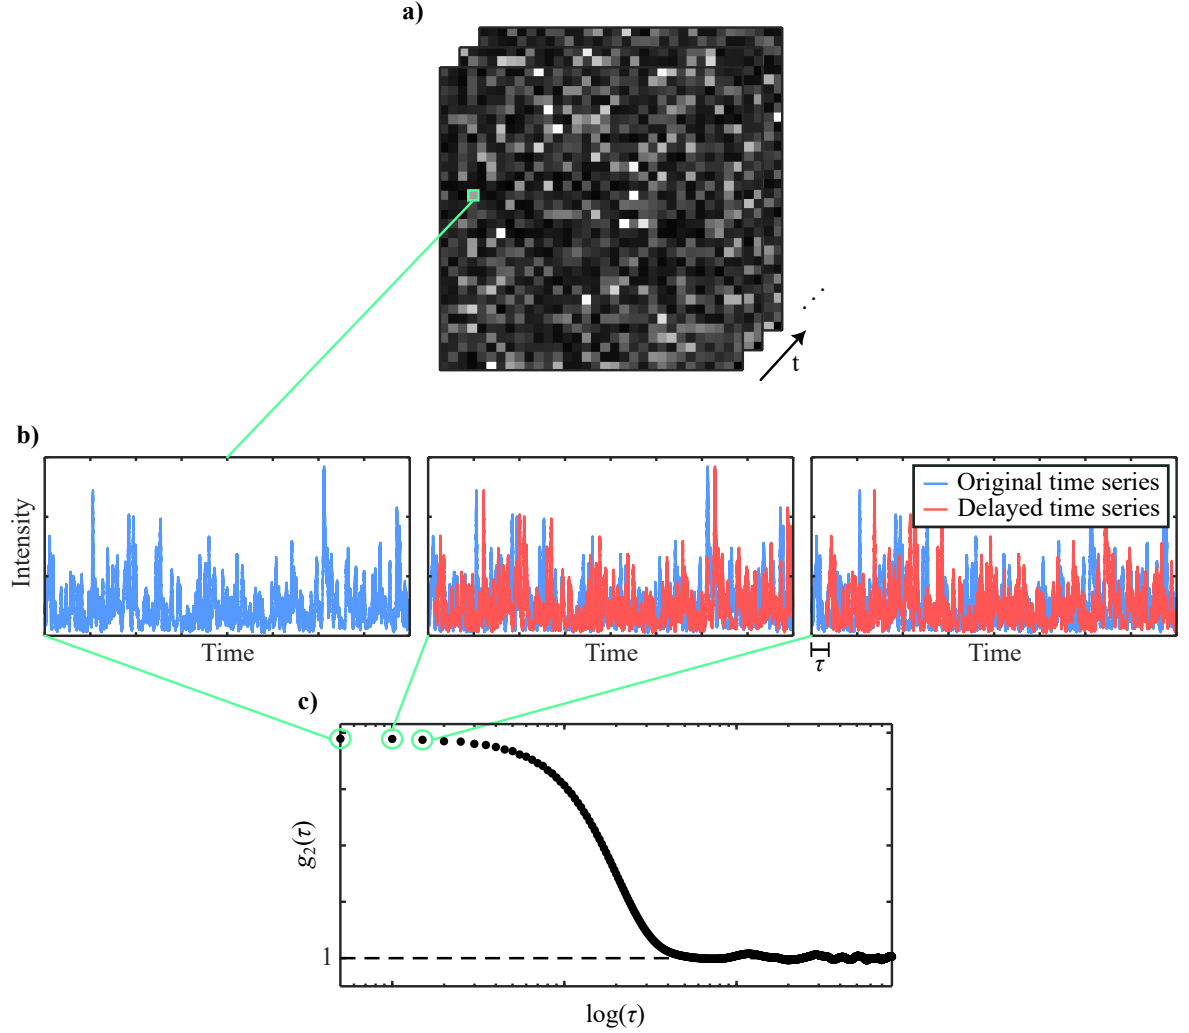 a)
t
b)
Intensity
Original time series
Delayed time series
Time
Time
Time
τ
c)
g₂(τ)
1
log(τ)